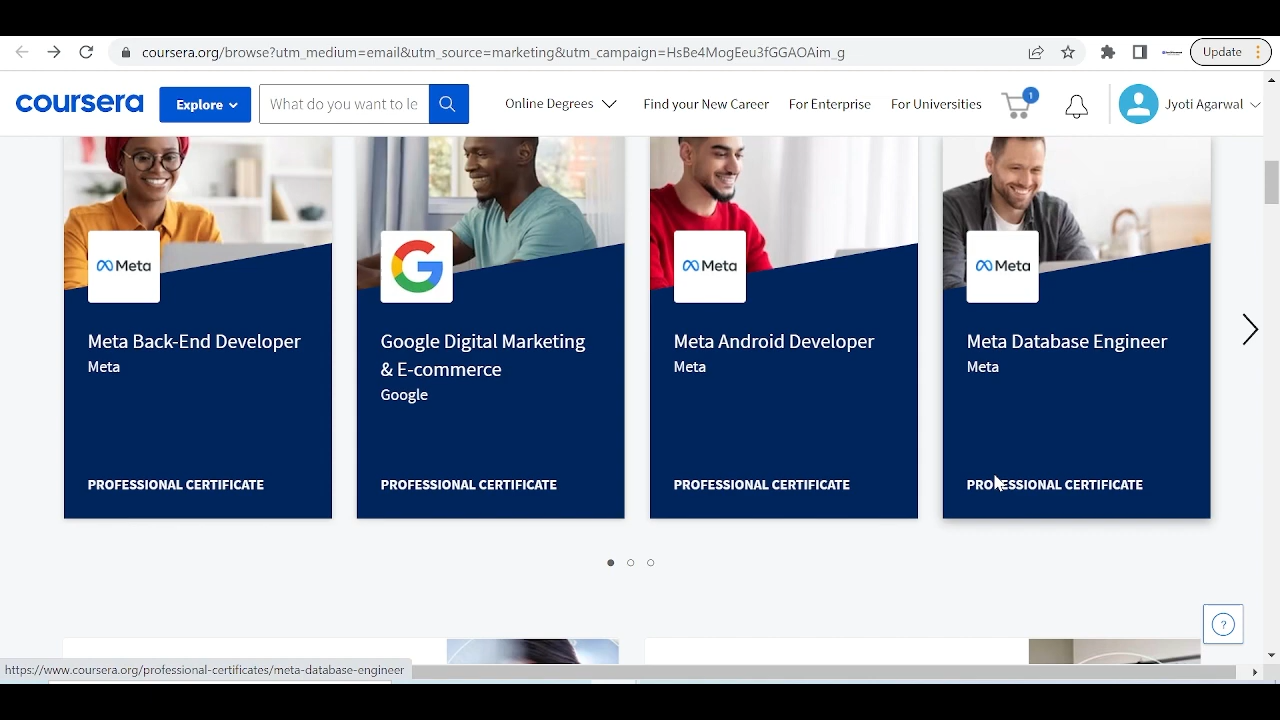 coursera.org/browse?utm_medium=email&utm_source=marketing&utm_campaign=HsBe4MogEeu3fGGAOAim_g
Update
coursera
Explore
What do you want to le
Online Degrees
Find your New Career
For Enterprise
For Universities
1
Jyoti Agarwal
Meta
G
Meta
Meta
Meta Back-End Developer
Meta
PROFESSIONAL CERTIFICATE
Google Digital Marketing
& E-commerce
Google
PROFESSIONAL CERTIFICATE
Meta Android Developer
Meta
PROFESSIONAL CERTIFICATE
Meta Database Engineer
Meta
PROFESSIONAL CERTIFICATE
?
https://www.coursera.org/professional-certificates/meta-database-engineer